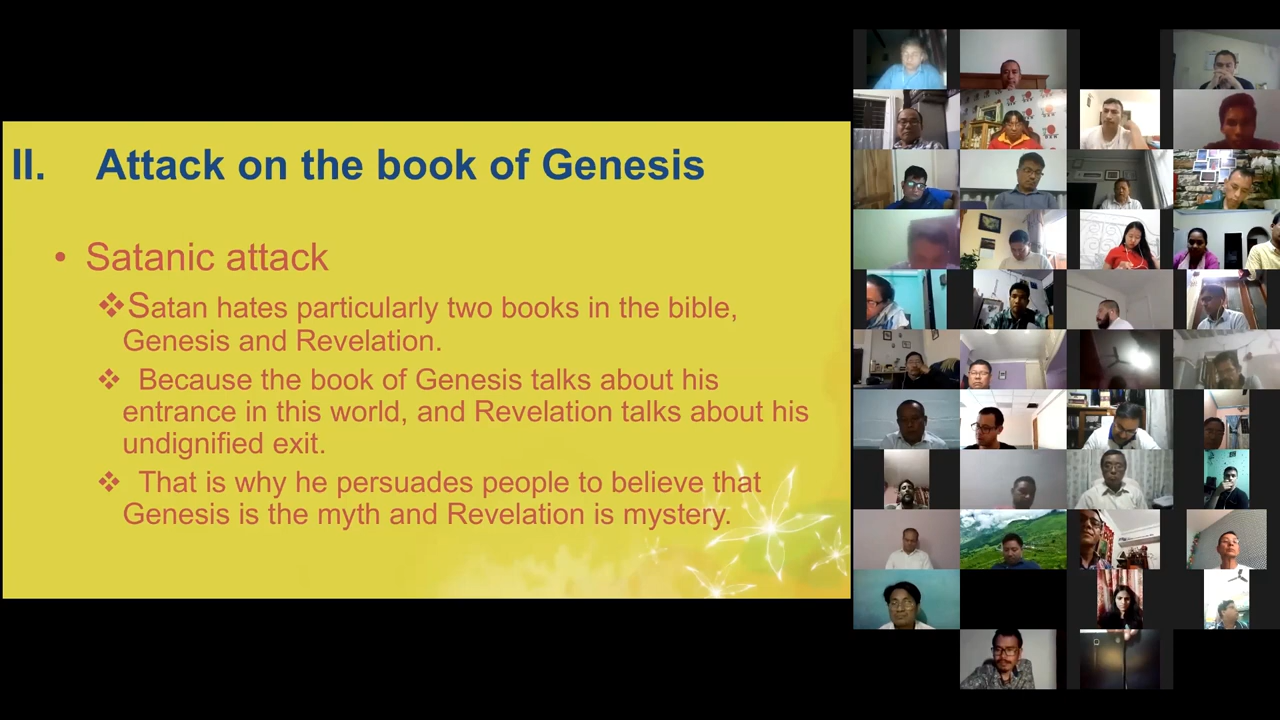 II. Attack on the book of Genesis
• Satanic attack
❖Satan hates particularly two books in the bible,
Genesis and Revelation.
❖ Because the book of Genesis talks about his
entrance in this world, and Revelation talks about his
undignified exit.
❖ That is why he persuades people to believe that
Genesis is the myth and Revelation is mystery.